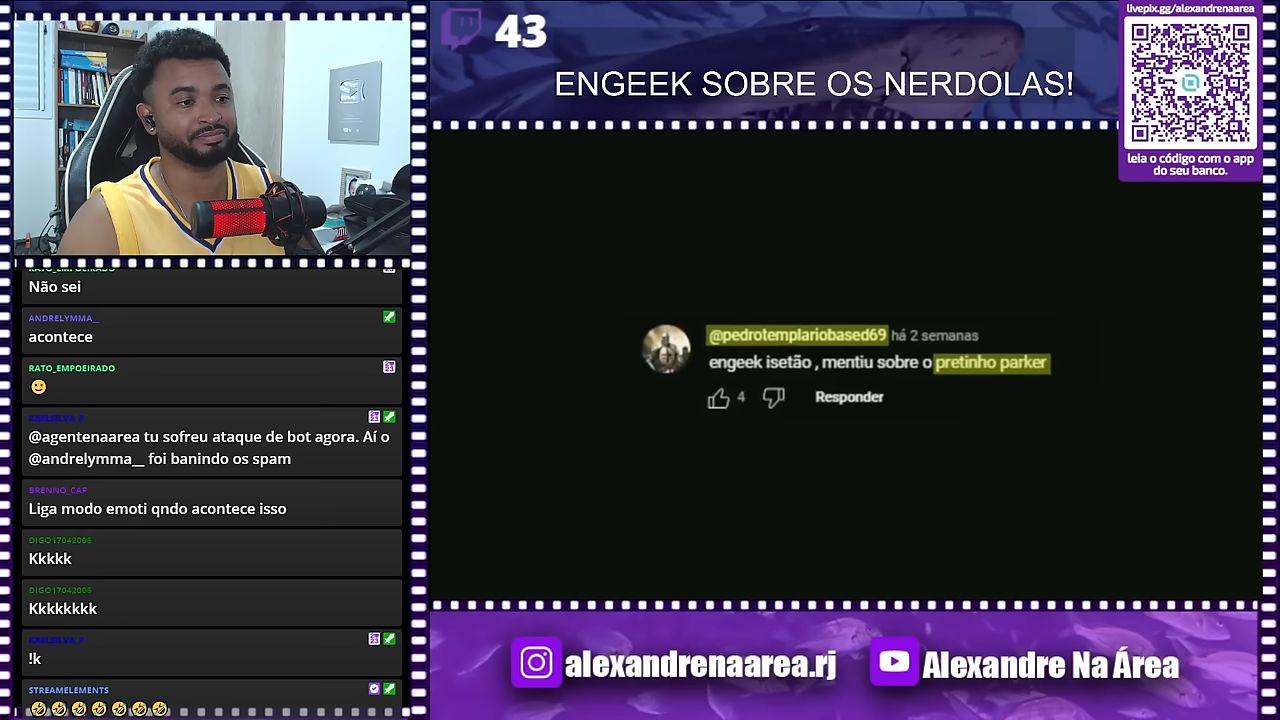 43
ENGEEK SOBRE OS NERDOLAS!
livepix.gg/alexandrenaarea
leia o código com o app
do seu banco.
RATO_EMPOEIRADO
Não sei
ANDRELYMMA__
acontere
RATO_EMPOEIRADO
@agentenaarea tu sofreu ataque de bot agora. Aí o
@andrelymma__ foi banindo os spam
BRENNO_CAP
Liga modo emoti qndo acontece isso
DIGO17042006
Kkkkk
DIGO17042006
Kkkkkkkk
!k
STREAMELEMENTS
@pedrotemplariobased69 há 2 semanas
engeek isetão , mentiu sobre o pretinho parker
4 Responder
alexandrenaarea.rj
Alexandre Na Área